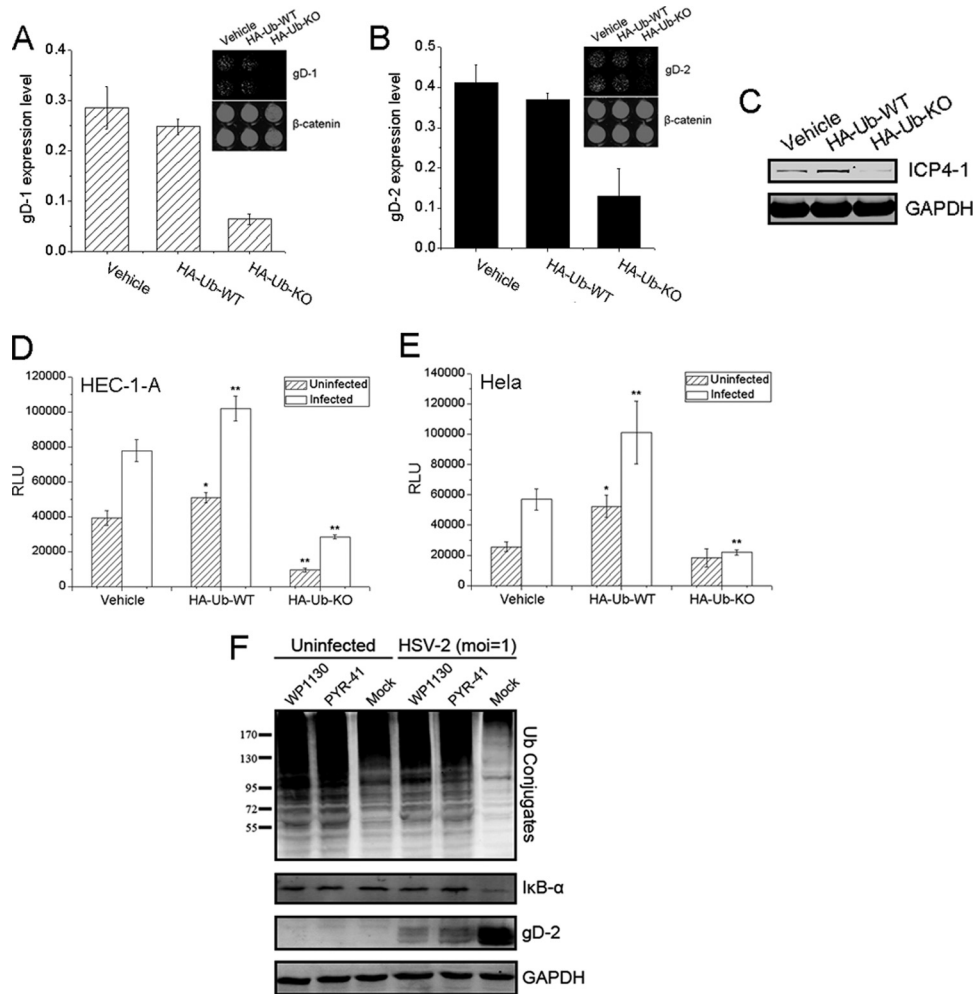 A
gD-1 expression level
0.4
0.3
0.2
0.1
0.0
Vehicle
HA-Ub-WT
HA-Ub-KO
Vehicle
HA-Ub-WT
HA-Ub-KO
gD-1
β-catenin
B
gD-2 expression level
0.5
0.4
0.3
0.2
0.1
0.0
Vehicle
HA-Ub-WT
HA-Ub-KO
Vehicle
HA-Ub-WT
HA-Ub-KO
gD-2
β-catenin
C
Vehicle
HA-Ub-WT
HA-Ub-KO
ICP4-1
GAPDH
D
HEC-1-A
RLU
120000
100000
80000
60000
40000
20000
0
Uninfected
Infected
*
**
**
**
Vehicle
HA-Ub-WT
HA-Ub-KO
E
Hela
RLU
140000
120000
100000
80000
60000
40000
20000
0
Uninfected
Infected
*
**
**
Vehicle
HA-Ub-WT
HA-Ub-KO
F
Uninfected
HSV-2 (moi=1)
WP1130
PYR-41
Mock
WP1130
PYR-41
Mock
170
130
95
72
55
Ub Conjugates
IκB-α
gD-2
GAPDH